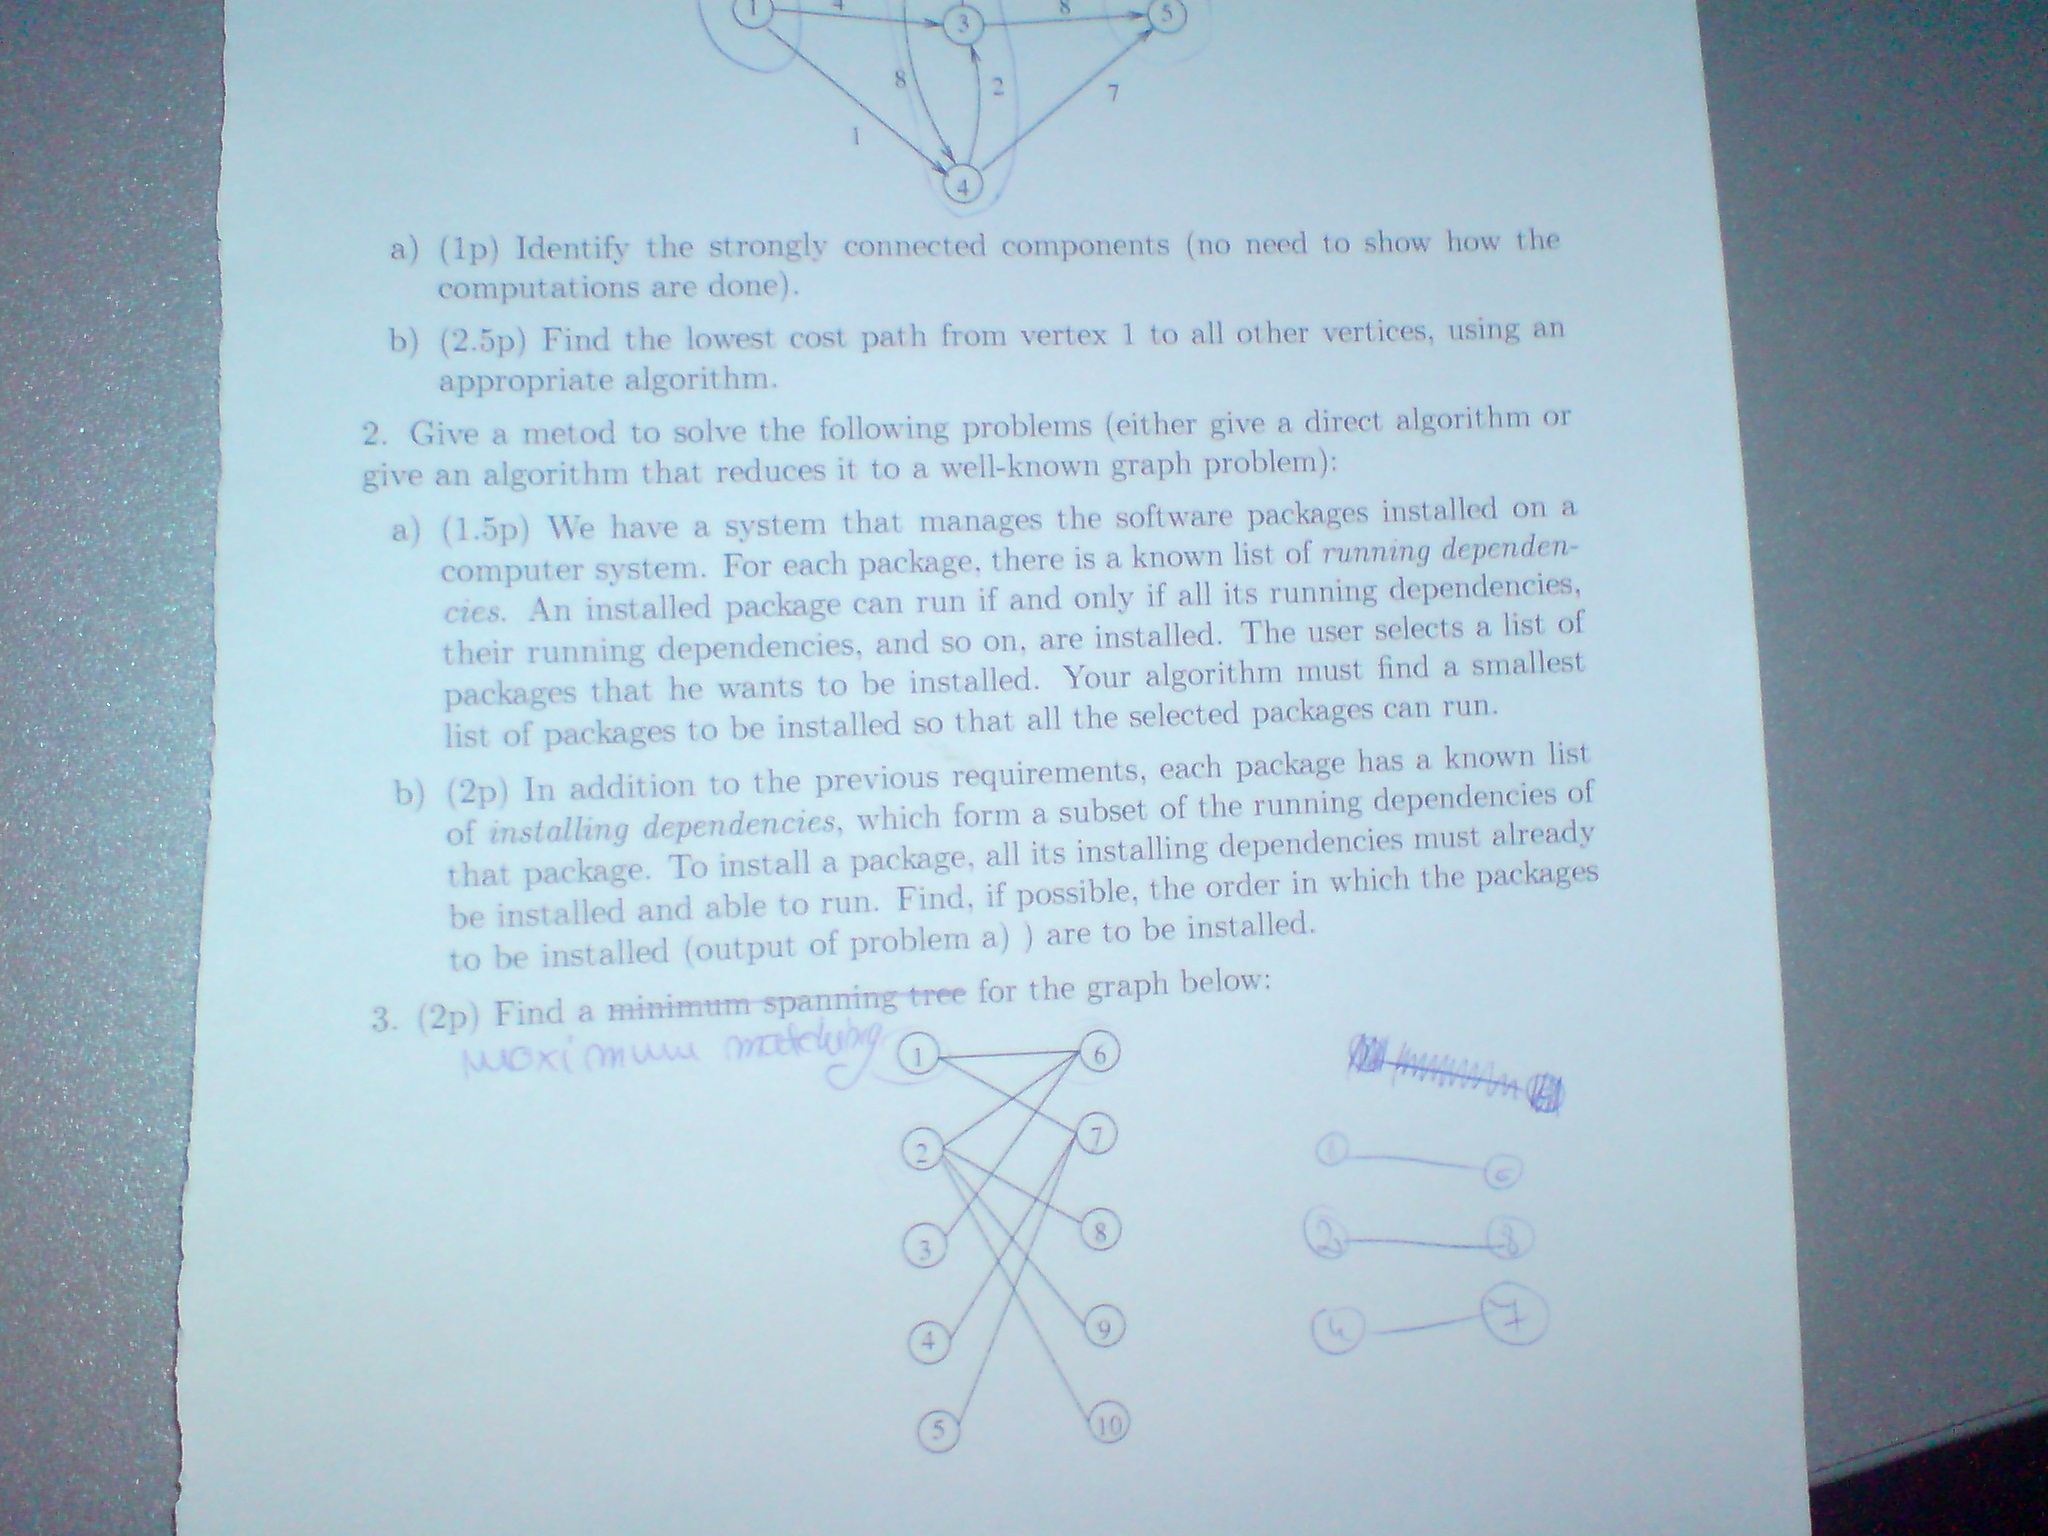 1 4 3 8 5
8 2 7
1
4
a) (1p) Identify the strongly connected components (no need to show how the
computations are done).
b) (2.5p) Find the lowest cost path from vertex 1 to all other vertices, using an
appropriate algorithm.
2. Give a metod to solve the following problems (either give a direct algorithm or
give an algorithm that reduces it to a well-known graph problem):
a) (1.5p) We have a system that manages the software packages installed on a
computer system. For each package, there is a known list of running dependen-
cies. An installed package can run if and only if all its running dependencies,
their running dependencies, and so on, are installed. The user selects a list of
packages that he wants to be installed. Your algorithm must find a smallest
list of packages to be installed so that all the selected packages can run.
b) (2p) In addition to the previous requirements, each package has a known list
of installing dependencies, which form a subset of the running dependencies of
that package. To install a package, all its installing dependencies must already
be installed and able to run. Find, if possible, the order in which the packages
to be installed (output of problem a) ) are to be installed.
3. (2p) Find a minimum spanning tree for the graph below:
maximum matching
1 6
2 7
3 8
4 9
5 10
1 6
2 8
4 7